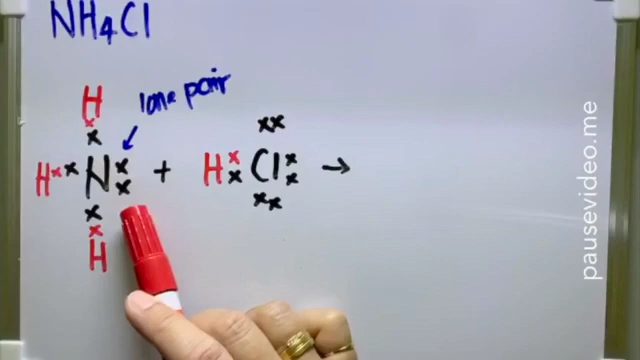 NH4Cl
lone pair
H
H N + H Cl →
H
pausevideo.me